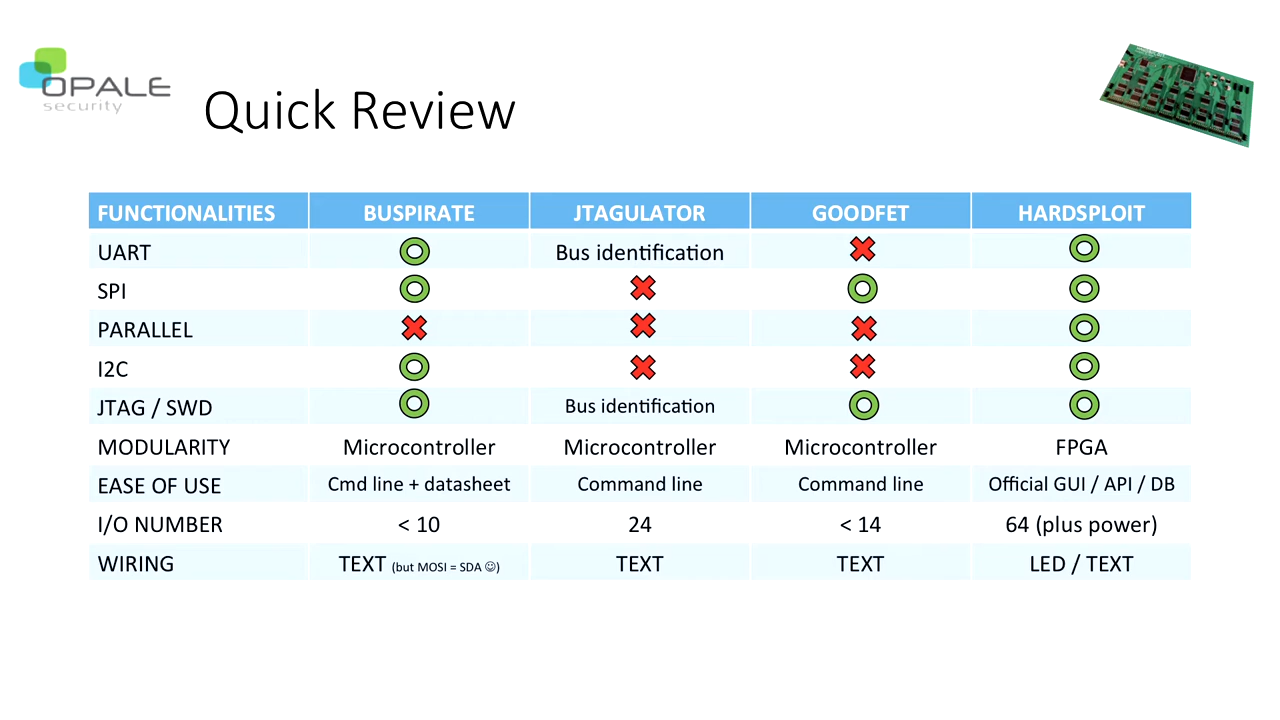 OPALE
security
Quick Review
FUNCTIONALITIES BUSPIRATE JTAGULATOR GOODFET HARDSPLOIT
UART Bus identification
SPI
PARALLEL
I2C
JTAG / SWD Bus identification
MODULARITY Microcontroller Microcontroller Microcontroller FPGA
EASE OF USE Cmd line + datasheet Command line Command line Official GUI / API / DB
I/O NUMBER < 10 24 < 14 64 (plus power)
WIRING TEXT (but MOSI = SDA ☺) TEXT TEXT LED / TEXT